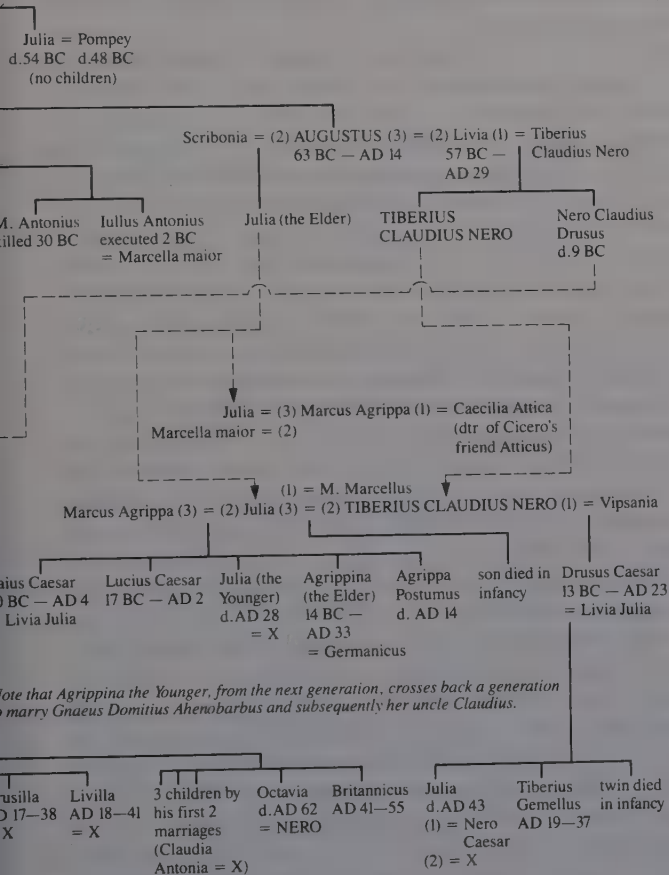 Julia = Pompey
d.54 BC d.48 BC
(no children)
Scribonia = (2) AUGUSTUS (3) = (2) Livia (1) = Tiberius
63 BC — AD 14 57 BC — Claudius Nero
AD 29
M. Antonius Iullus Antonius Julia (the Elder) TIBERIUS Nero Claudius
killed 30 BC executed 2 BC CLAUDIUS NERO Drusus
= Marcella maior d.9 BC
Julia = (3) Marcus Agrippa (1) = Caecilia Attica
Marcella maior = (2) (dtr of Cicero's
friend Atticus)
(1) = M. Marcellus
Marcus Agrippa (3) = (2) Julia (3) = (2) TIBERIUS CLAUDIUS NERO (1) = Vipsania
aius Caesar Lucius Caesar Julia (the Agrippina Agrippa son died in Drusus Caesar
BC — AD 4 17 BC — AD 2 Younger) (the Elder) Postumus infancy 13 BC — AD 23
Livia Julia d.AD 28 14 BC — d. AD 14 = Livia Julia
= X AD 33
= Germanicus
Note that Agrippina the Younger, from the next generation, crosses back a generation
o marry Gnaeus Domitius Ahenobarbus and subsequently her uncle Claudius.
rusilla Livilla 3 children by Octavia Britannicus Julia Tiberius twin died
D 17—38 AD 18—41 his first 2 d.AD 62 AD 41—55 d.AD 43 Gemellus in infancy
X = X marriages = NERO (1) = Nero AD 19—37
(Claudia Caesar
Antonia = X) (2) = X